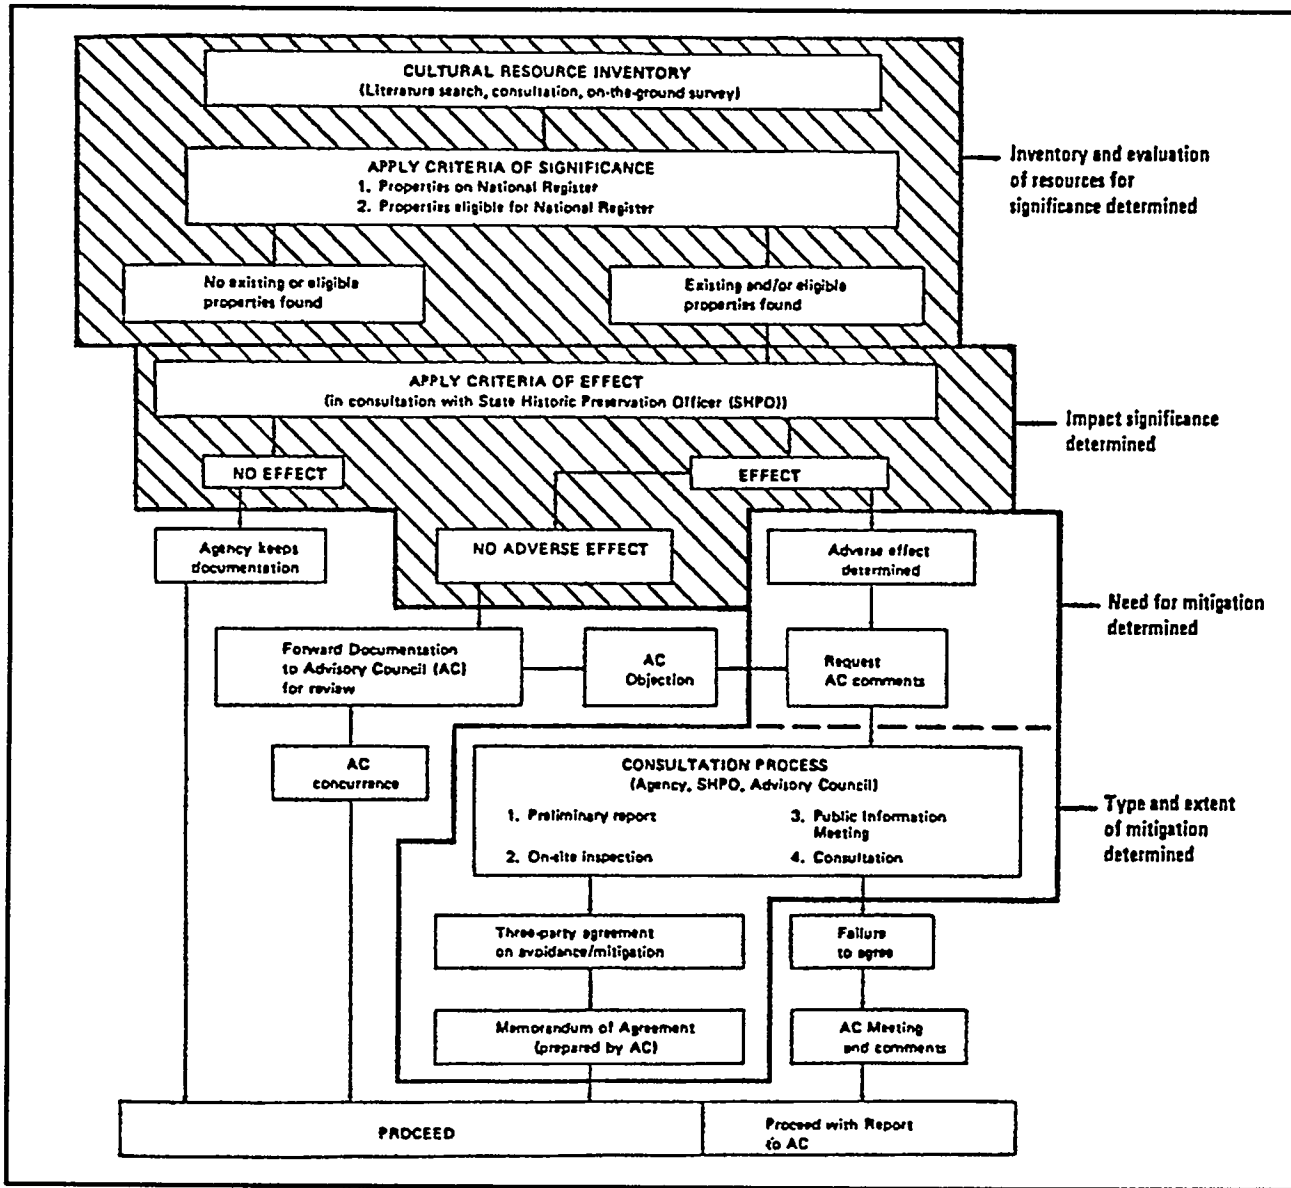 CULTURAL RESOURCE INVENTORY
(Literature search, consultation, on-the-ground survey)
APPLY CRITERIA OF SIGNIFICANCE
1. Properties on National Register
2. Properties eligible for National Register
Inventory and evaluation
of resources for
significance determined
No existing or eligible
properties found
Existing and/or eligible
properties found
APPLY CRITERIA OF EFFECT
(in consultation with State Historic Preservation Officer (SHPO))
Impact significance
determined
NO EFFECT
EFFECT
Agency keeps
documentation
NO ADVERSE EFFECT
Adverse effect
determined
Need for mitigation
determined
Forward Documentation
to Advisory Council (AC)
for review
AC
Objection
Request
AC comments
AC
concurrence
CONSULTATION PROCESS
(Agency, SHPO, Advisory Council)
1. Preliminary report
2. On-site inspection
3. Public Information
Meeting
4. Consultation
Type and extent
of mitigation
determined
Three-party agreement
on avoidance/mitigation
Failure
to agree
Memorandum of Agreement
(prepared by AC)
AC Meeting
and comments
PROCEED
Proceed with Report
to AC